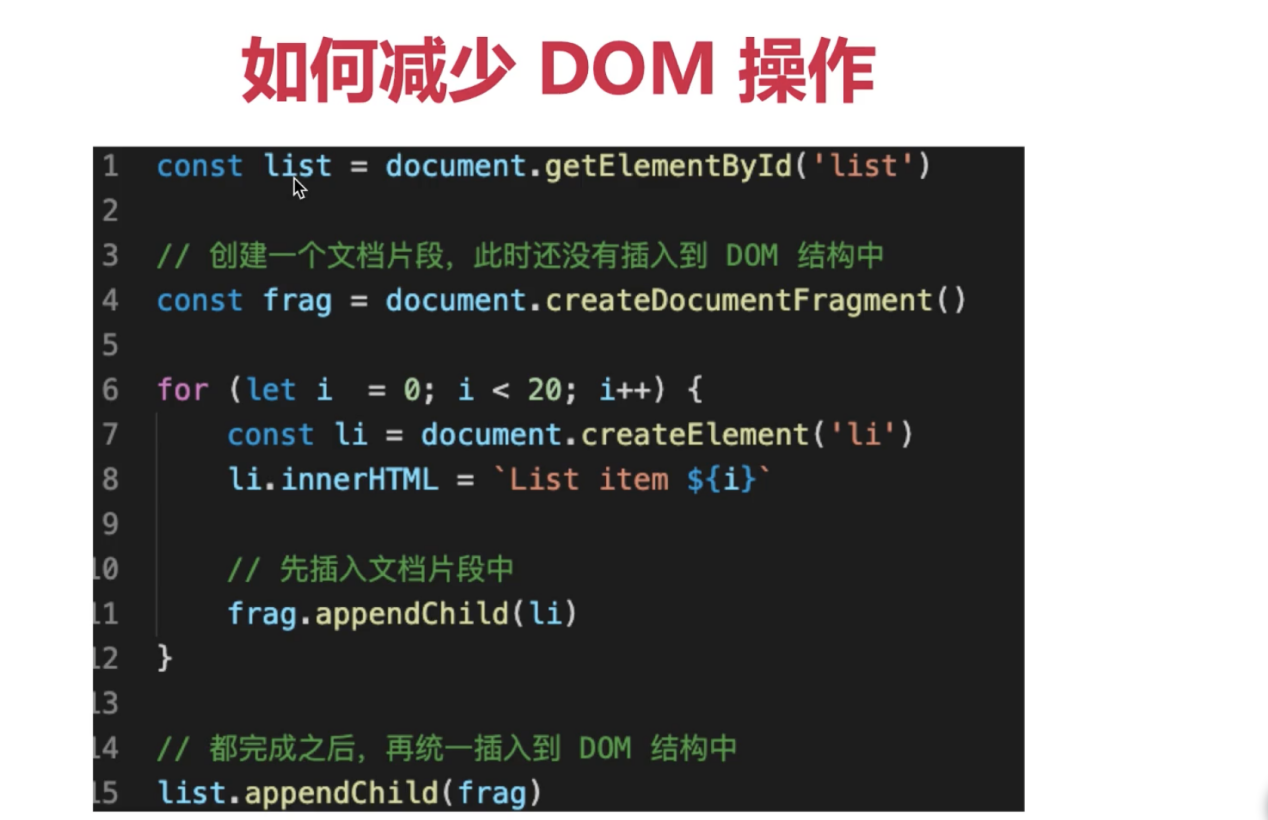 如何减少 DOM 操作
1 const list = document.getElementById('list')
2
3 // 创建一个文档片段，此时还没有插入到 DOM 结构中
4 const frag = document.createDocumentFragment()
5
6 for (let i  = 0; i < 20; i++) {
7     const li = document.createElement('li')
8     li.innerHTML = `List item ${i}`
9
10     // 先插入文档片段中
11     frag.appendChild(li)
12 }
13
14 // 都完成之后，再统一插入到 DOM 结构中
15 list.appendChild(frag)